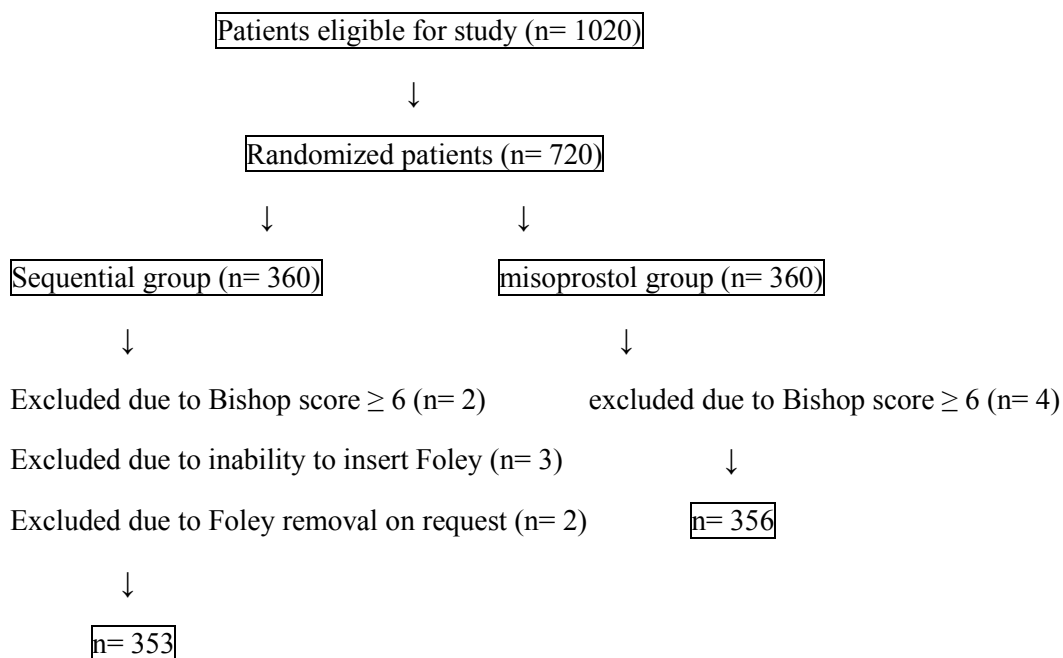 Patients eligible for study (n= 1020)
↓
Randomized patients (n= 720)
↓ ↓
Sequential group (n= 360) misoprostol group (n= 360)
↓ ↓
Excluded due to Bishop score ≥ 6 (n= 2) excluded due to Bishop score ≥ 6 (n= 4)
Excluded due to inability to insert Foley (n= 3) ↓
Excluded due to Foley removal on request (n= 2) n= 356
↓
n= 353